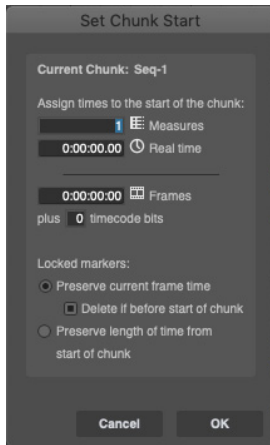 Set Chunk Start
Current Chunk: Seq-1
Assign times to the start of the chunk:
1 Measures
0:00:00.00 Real time
0:00:00:00 Frames
plus 0 timecode bits
Locked markers:
Preserve current frame time
Delete if before start of chunk
Preserve length of time from
start of chunk
Cancel OK